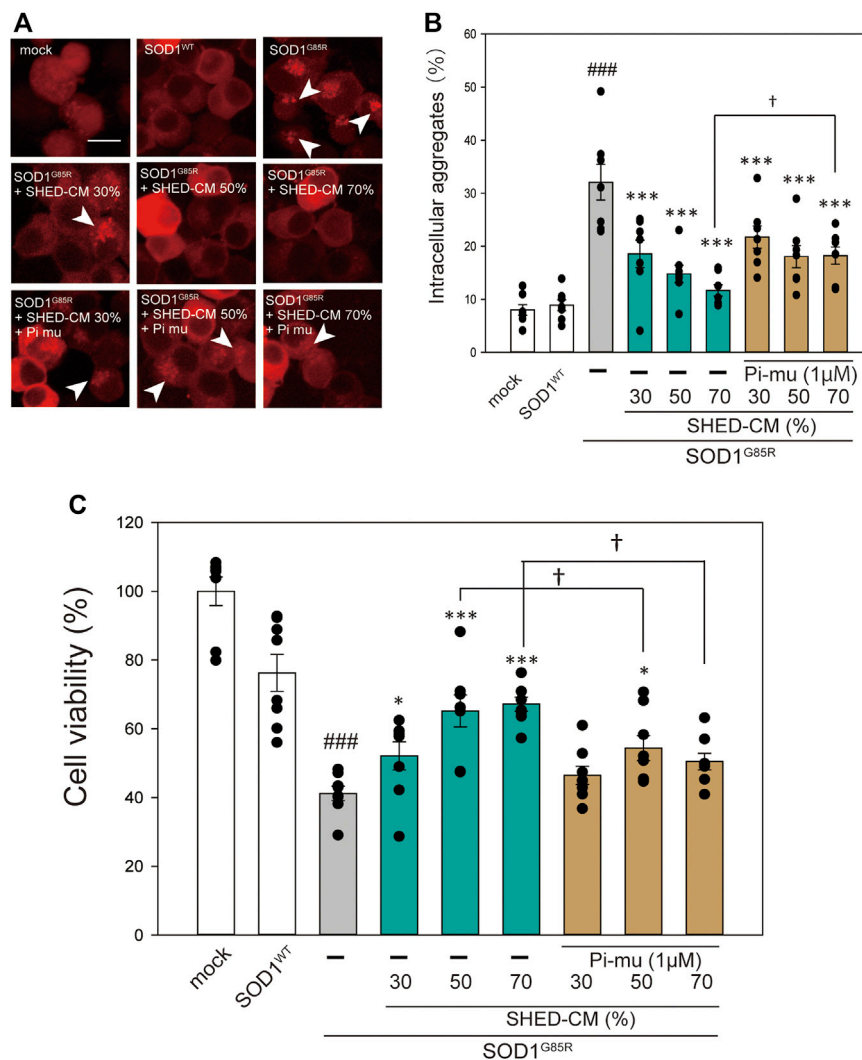 A
mock
SOD1WT
SOD1G85R
SOD1G85R
+ SHED-CM 30%
SOD1G85R
+ SHED-CM 50%
SOD1G85R
+ SHED-CM 70%
SOD1G85R
+ SHED-CM 30%
+ Pi mu
SOD1G85R
+ SHED-CM 50%
+ Pi mu
SOD1G85R
+ SHED-CM 70%
+ Pi mu
B
Intracellular aggregates (%)
60
50
40
30
20
10
0
###
***
***
***
***
***
***
†
mock
SOD1WT
– – – – Pi-mu (1µM)
30 50 70 30 50 70
SHED-CM (%)
SOD1G85R
C
Cell viability (%)
120
100
80
60
40
20
0
###
*
***
***
*
†
†
mock
SOD1WT
– – – – Pi-mu (1µM)
30 50 70 30 50 70
SHED-CM (%)
SOD1G85R